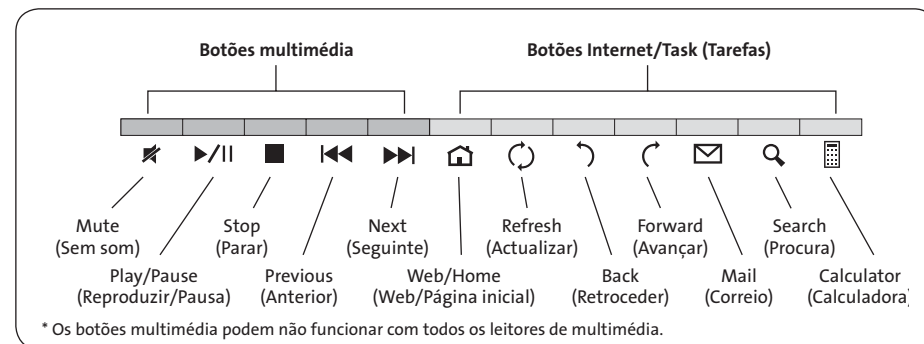 Botões multimédia
Botões Internet/Task (Tarefas)
Mute
(Sem som)
Play/Pause
(Reproduzir/Pausa)
Stop
(Parar)
Previous
(Anterior)
Next
(Seguinte)
Web/Home
(Web/Página inicial)
Refresh
(Actualizar)
Back
(Retroceder)
Forward
(Avançar)
Mail
(Correio)
Search
(Procura)
Calculator
(Calculadora)
* Os botões multimédia podem não funcionar com todos os leitores de multimédia.